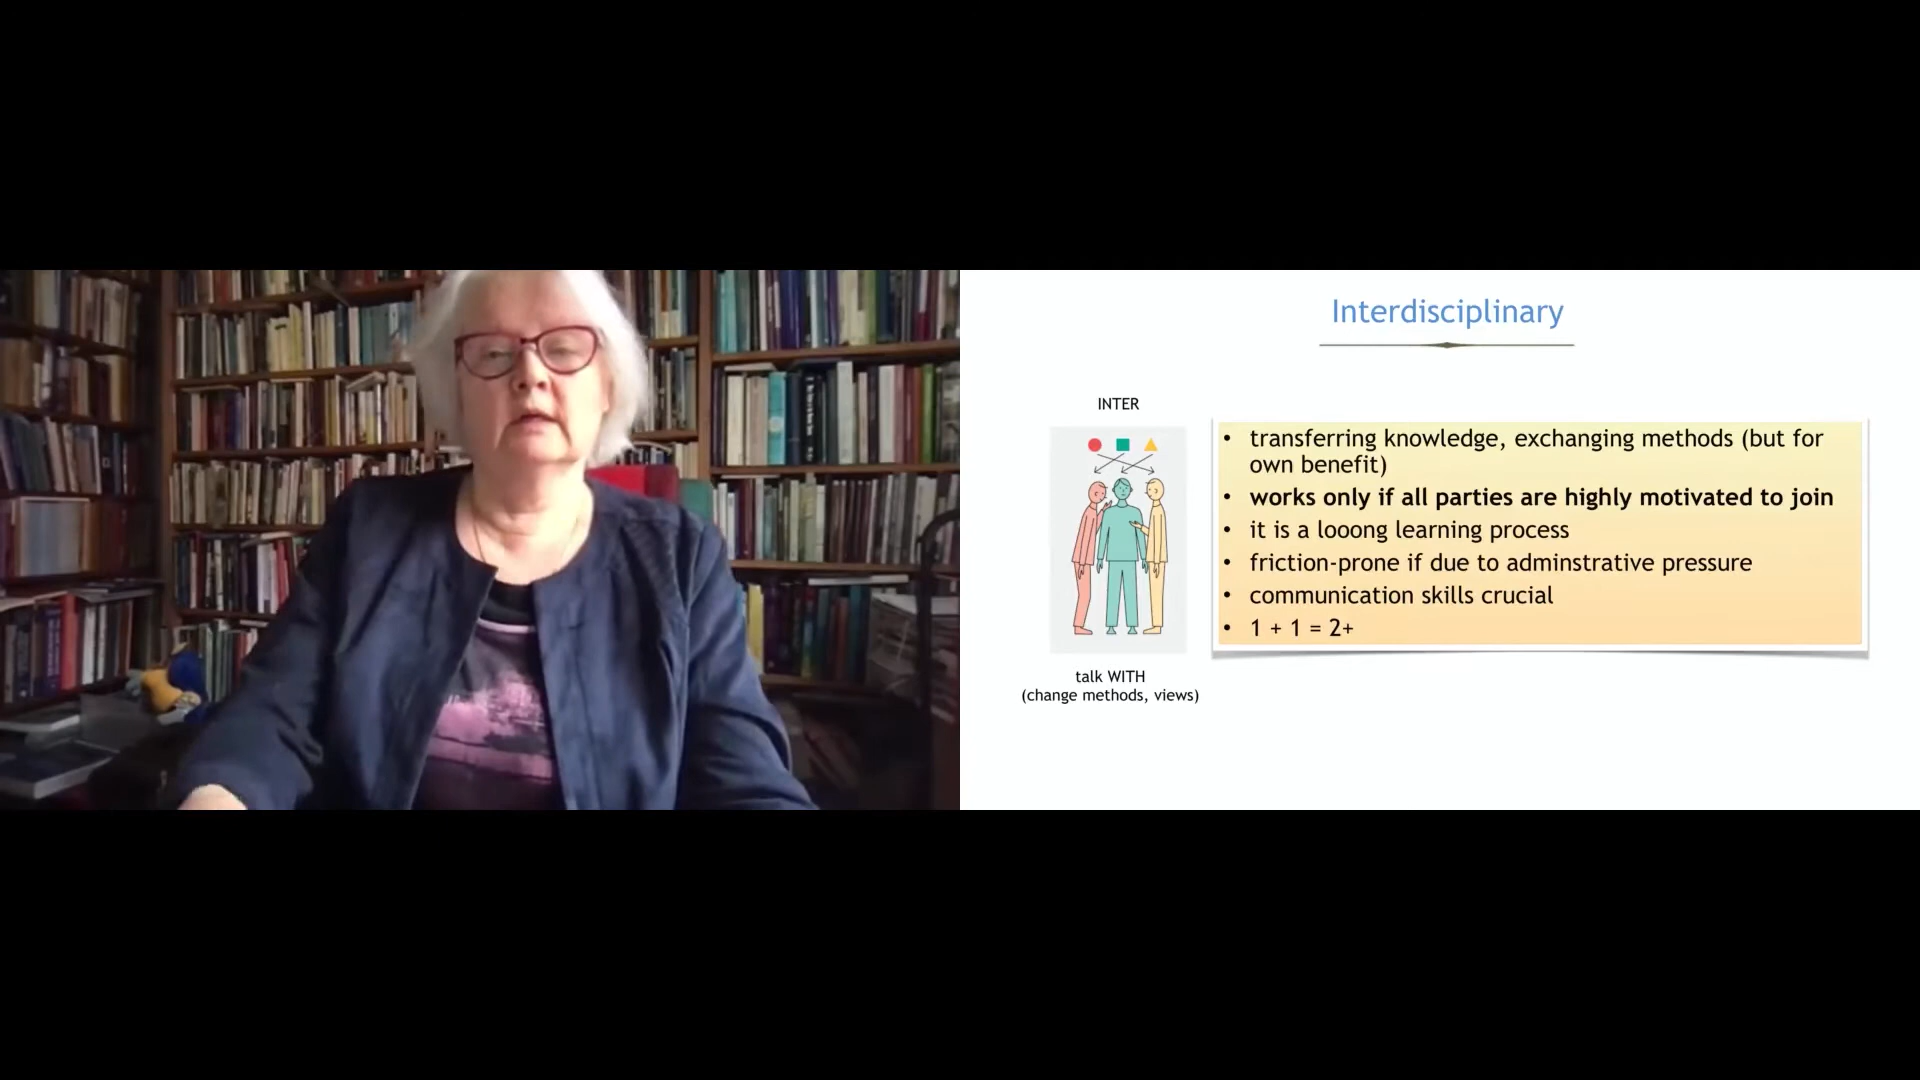 Interdisciplinary
INTER
talk WITH
(change methods, views)
• transferring knowledge, exchanging methods (but for
own benefit)
• works only if all parties are highly motivated to join
• it is a looong learning process
• friction-prone if due to adminstrative pressure
• communication skills crucial
• 1 + 1 = 2+